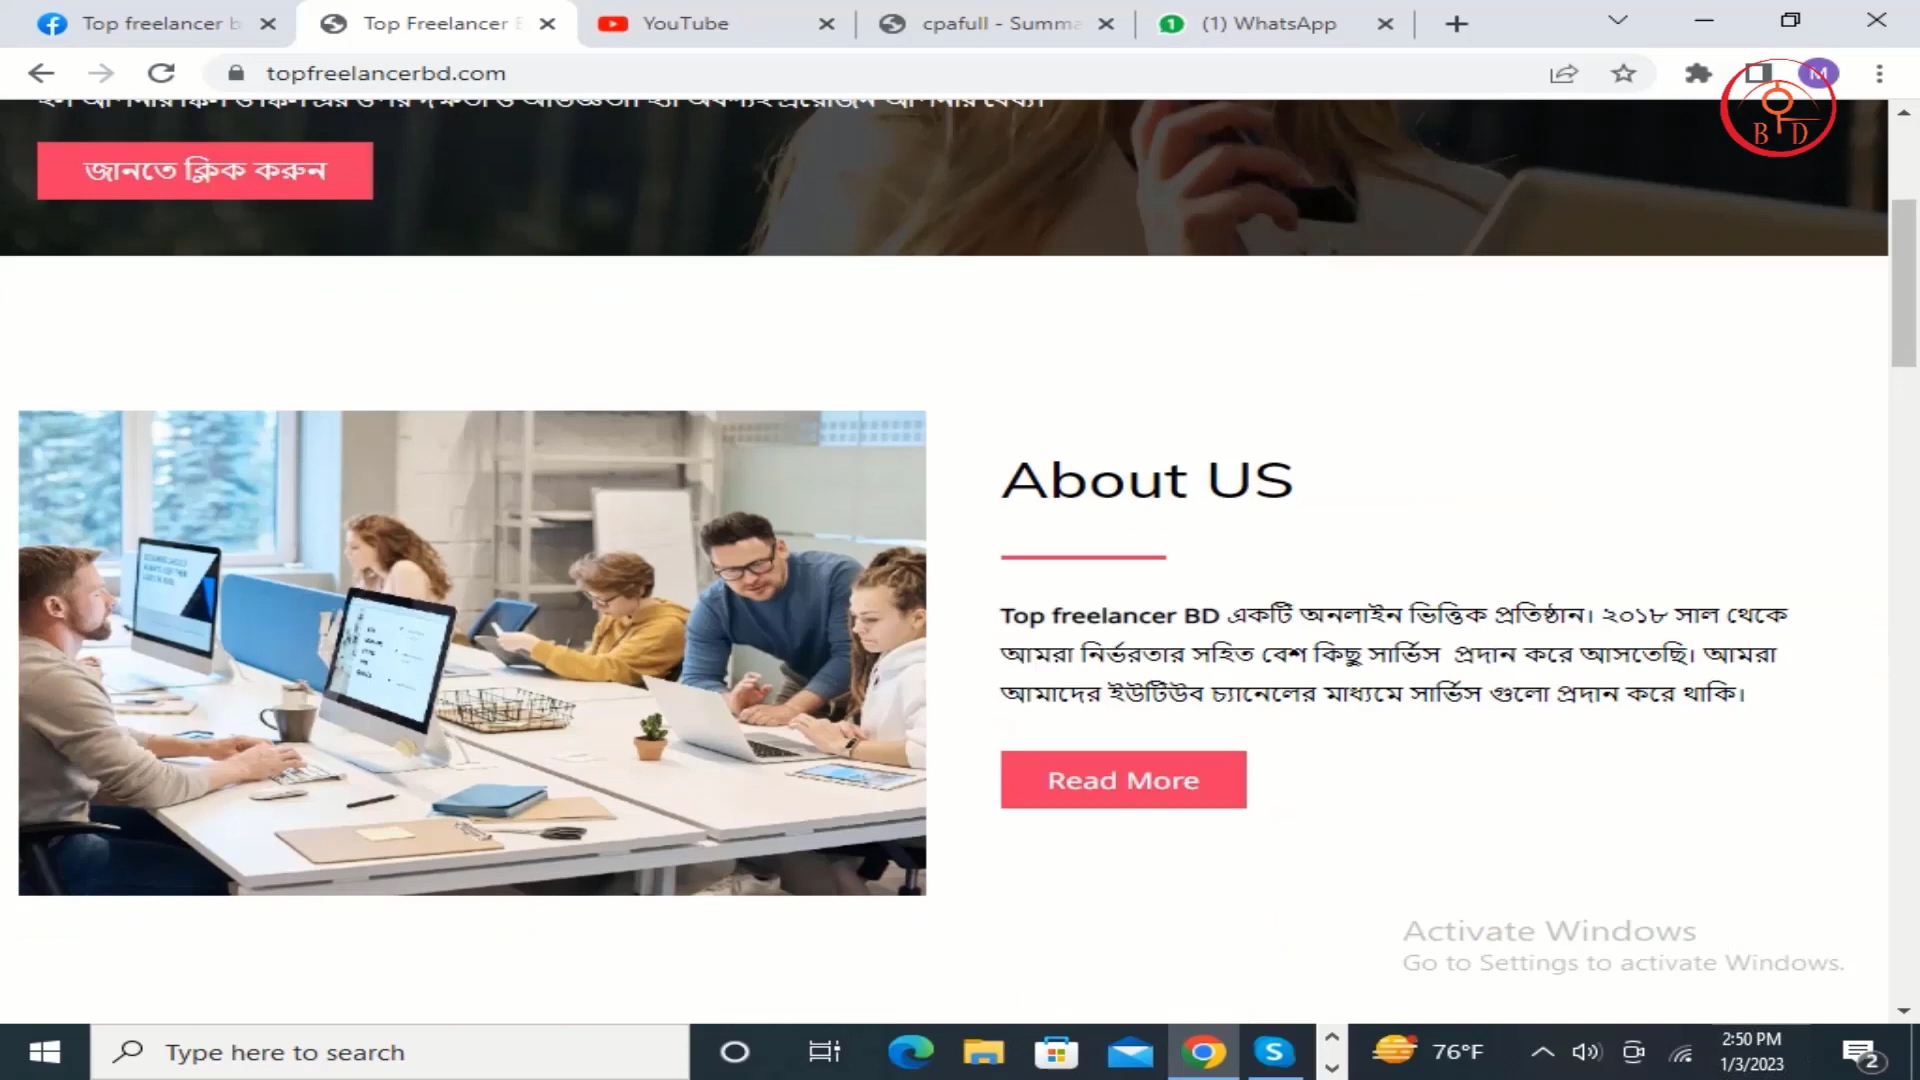 Top freelancer b
Top Freelancer
YouTube
cpafull - Summa
(1) WhatsApp
topfreelancerbd.com
M
B D
জানতে ক্লিক করুন
About US
Top freelancer BD একটি অনলাইন ভিত্তিক প্রতিষ্ঠান। ২০১৮ সাল থেকে
আমরা নির্ভরতার সহিত বেশ কিছু সার্ভিস প্রদান করে আসতেছি। আমরা
আমাদের ইউটিউব চ্যানেলের মাধ্যমে সার্ভিস গুলো প্রদান করে থাকি।
Read More
Activate Windows
Go to Settings to activate Windows.
Type here to search
76°F
2:50 PM
1/3/2023
2